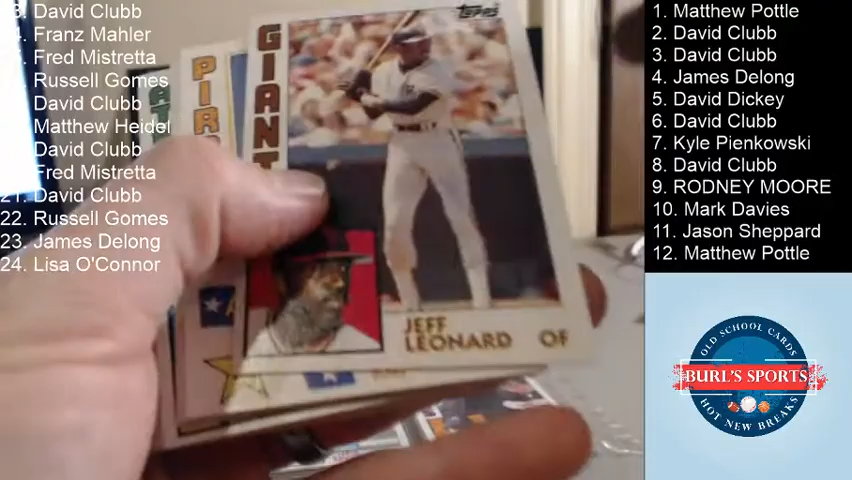 David Clubb
Franz Mahler
Fred Mistretta
Russell Gomes
David Clubb
Matthew Heidel
David Clubb
Fred Mistretta
21. David Clubb
22. Russell Gomes
23. James Delong
24. Lisa O'Connor
Topps
GIANT
PIR
JEFF
LEONARD OF
1. Matthew Pottle
2. David Clubb
3. David Clubb
4. James Delong
5. David Dickey
6. David Clubb
7. Kyle Pienkowski
8. David Clubb
9. RODNEY MOORE
10. Mark Davies
11. Jason Sheppard
12. Matthew Pottle
OLD SCHOOL CARDS
BURL'S SPORTS
HOT NEW BREAKS